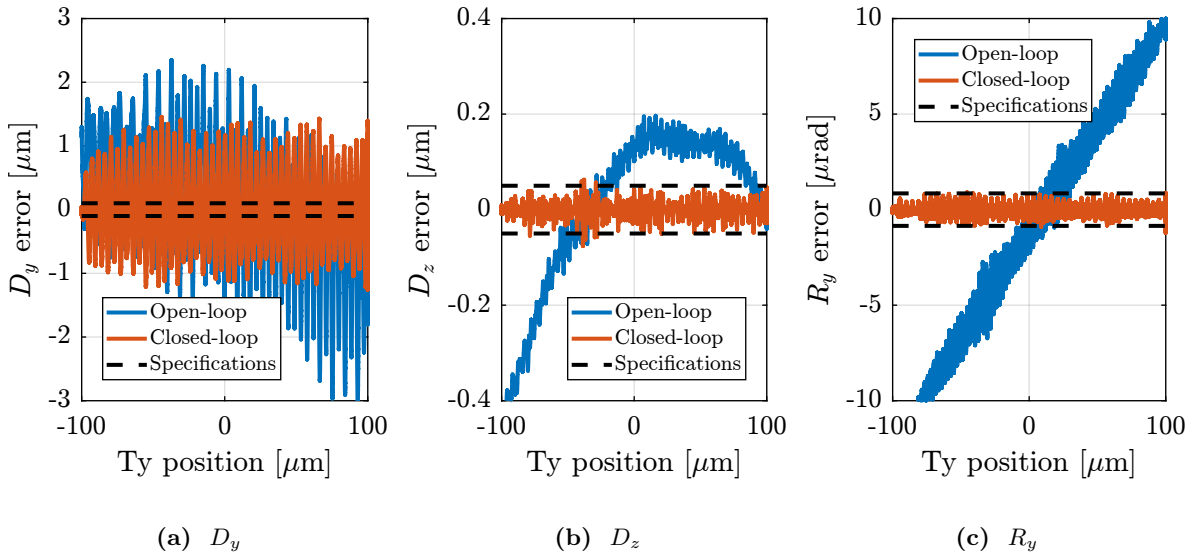 3
2
1
0
-1
-2
-3
-100
0
100
D_y error [μm]
Ty position [μm]
Open-loop
Closed-loop
Specifications
(a) D_y
0.4
0.2
0
-0.2
-0.4
-100
0
100
D_z error [μm]
Ty position [μm]
Open-loop
Closed-loop
Specifications
(b) D_z
10
5
0
-5
-10
-100
0
100
R_y error [μrad]
Ty position [μm]
Open-loop
Closed-loop
Specifications
(c) R_y